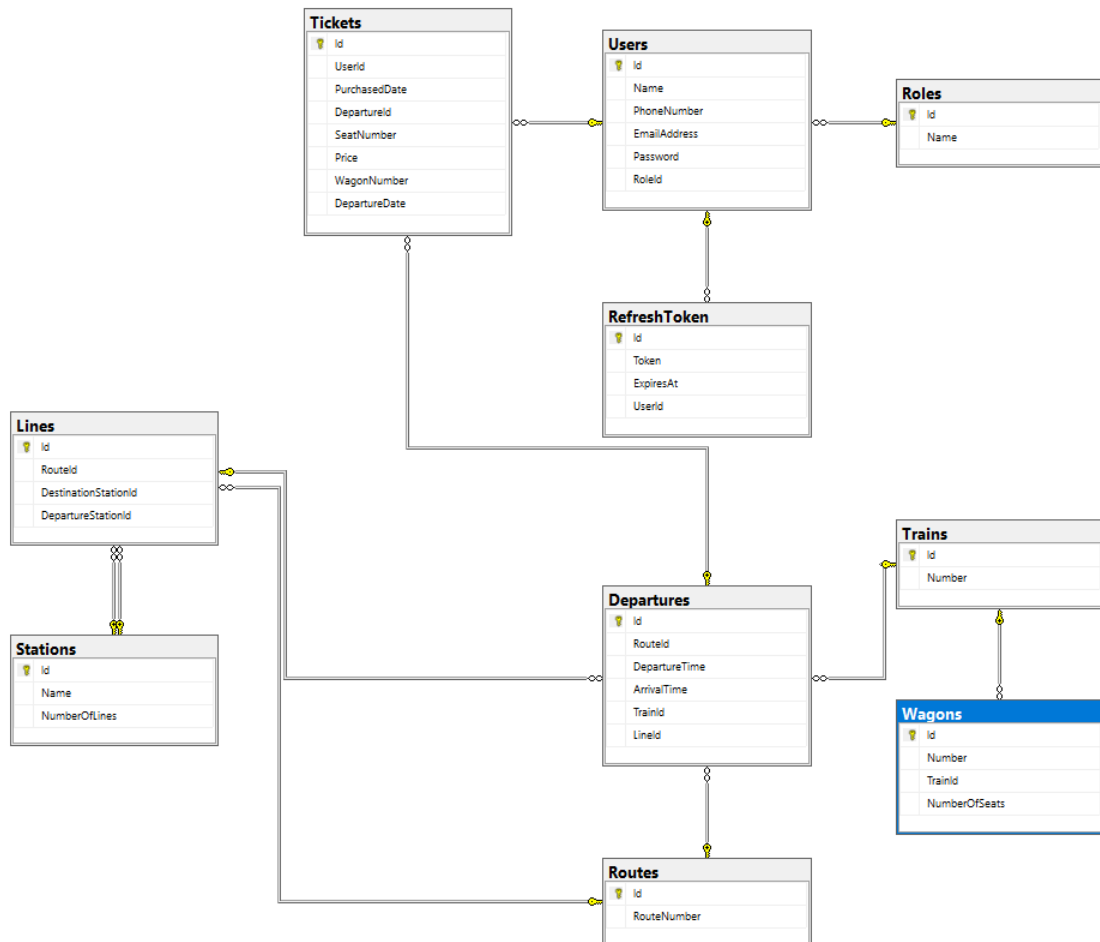 Tickets
Id
UserId
PurchasedDate
DepartureId
SeatNumber
Price
WagonNumber
DepartureDate
Users
Id
Name
PhoneNumber
EmailAddress
Password
RoleId
Roles
Id
Name
RefreshToken
Id
Token
ExpiresAt
UserId
Lines
Id
RouteId
DestinationStationId
DepartureStationId
Stations
Id
Name
NumberOfLines
Departures
Id
RouteId
DepartureTime
ArrivalTime
TrainId
LineId
Trains
Id
Number
Wagons
Id
Number
TrainId
NumberOfSeats
Routes
Id
RouteNumber